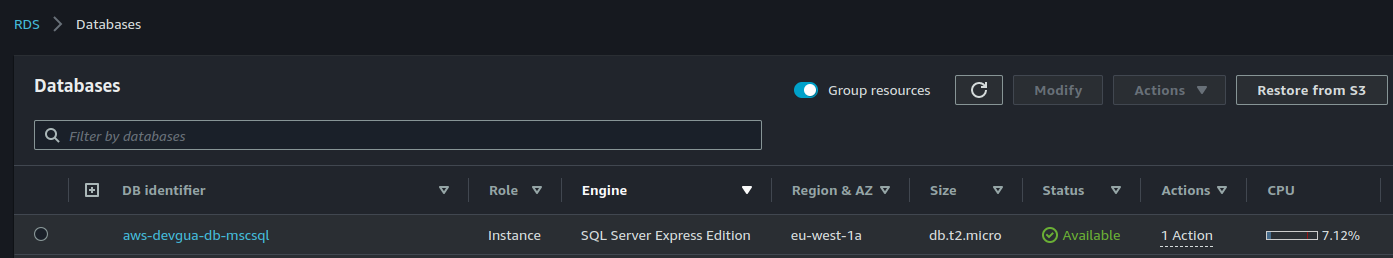 RDS > Databases
Databases
Group resources
Modify
Actions
Restore from S3
Filter by databases
DB identifier Role Engine Region & AZ Size Status Actions CPU
aws-devgua-db-mscsql Instance SQL Server Express Edition eu-west-1a db.t2.micro Available 1 Action 7.12%